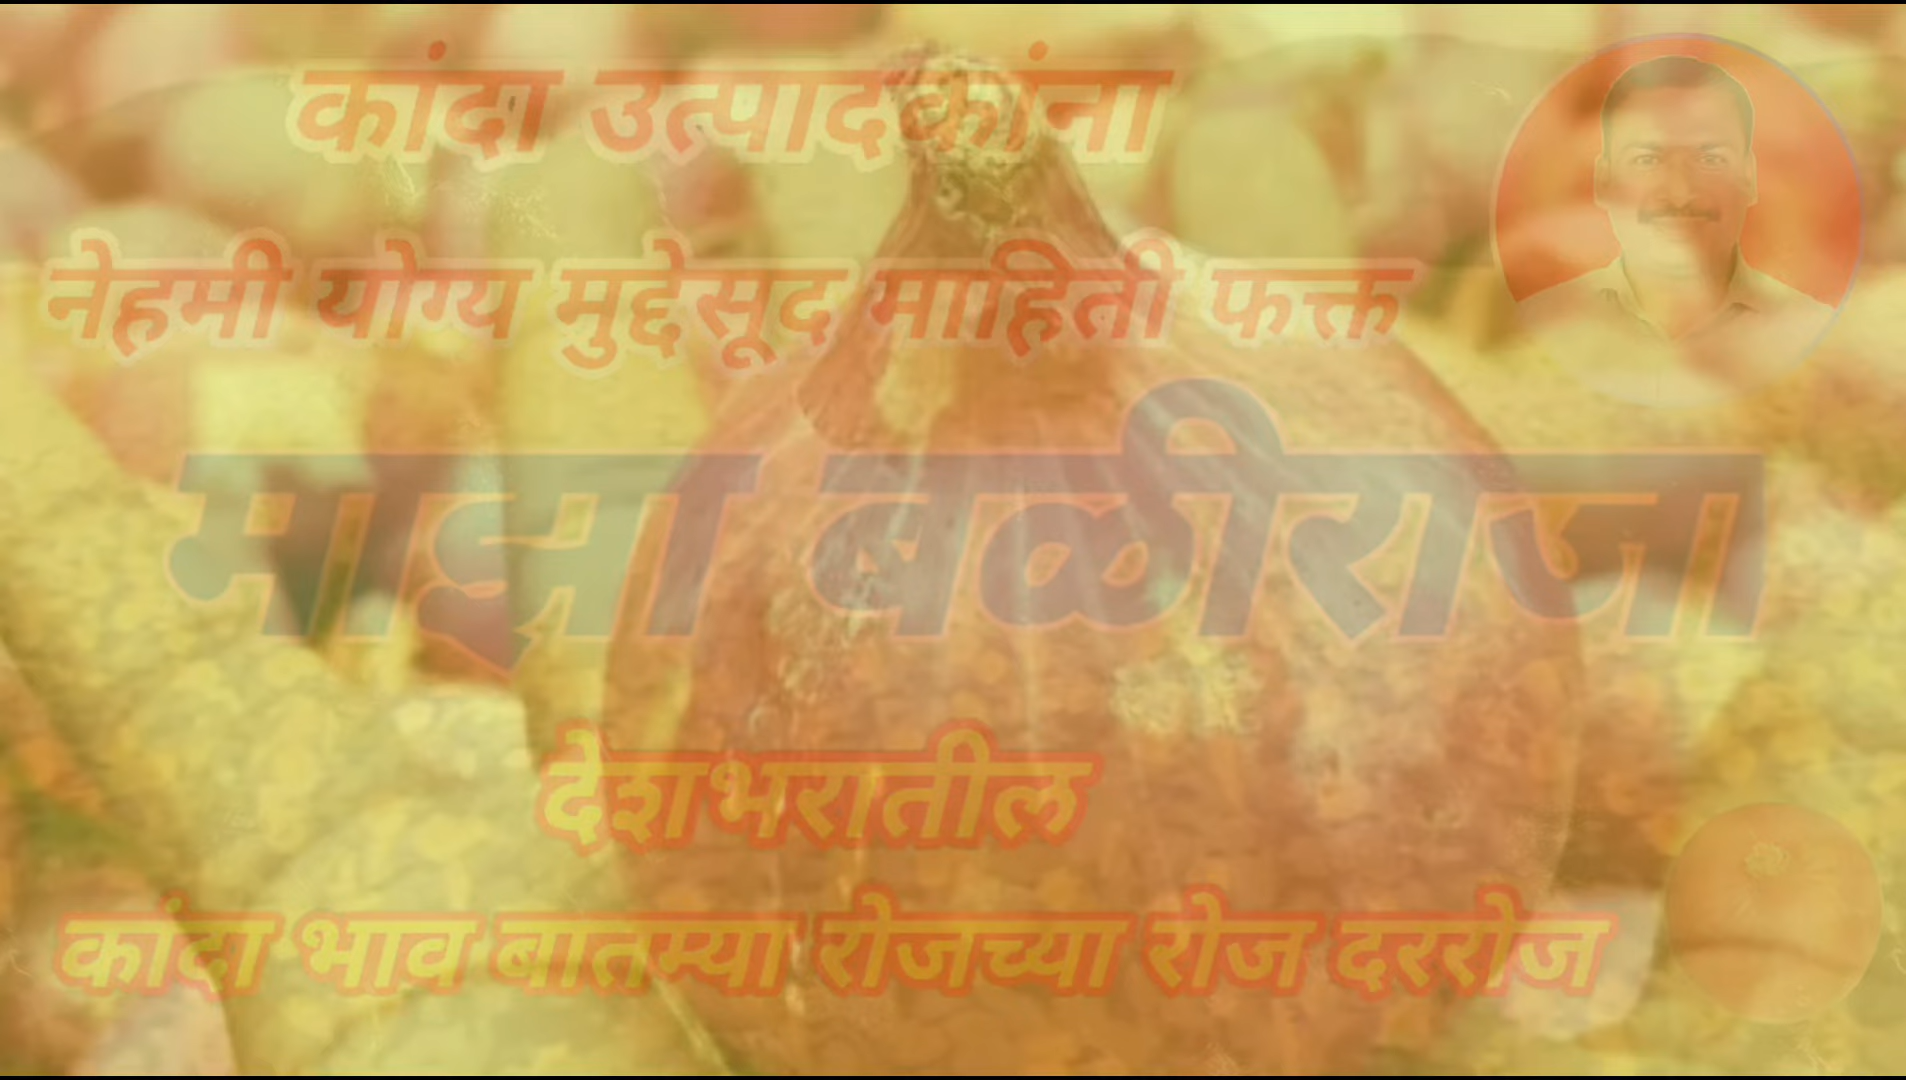 कांदा उत्पादकांना
नेहमी योग्य मुद्देसूद माहिती फक्त
माझा बळीराजा
देशभरातील
कांदा भाव बातम्या रोजच्या रोज दररोज